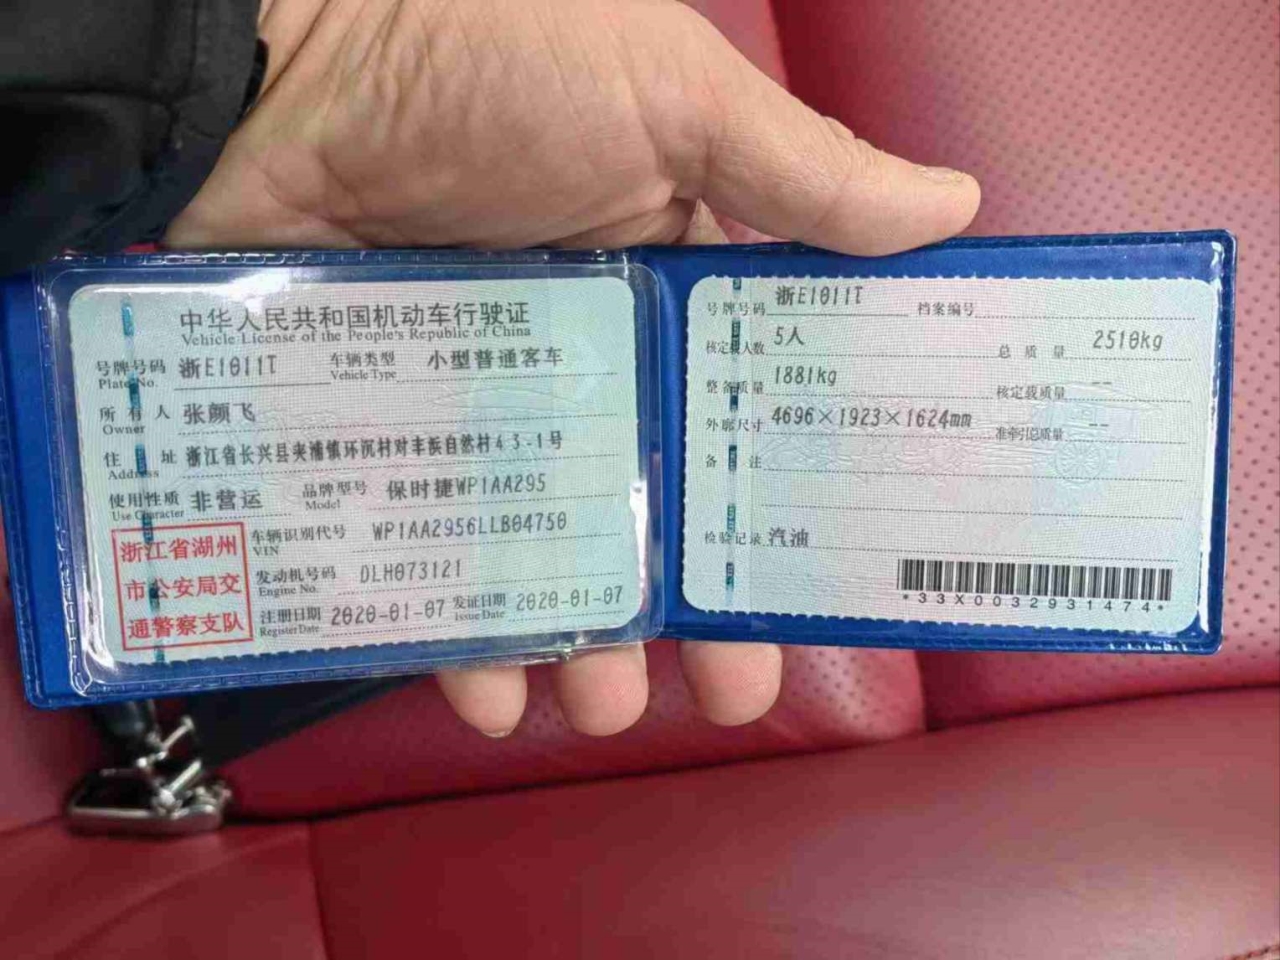 中华人民共和国机动车行驶证
Vehicle License of the People's Republic of China
号牌号码 浙E1011T 车辆类型 小型普通客车
Plate No. Vehicle Type
所有人 张颜飞
Owner
住址 浙江省长兴县夹浦镇环沉村对丰族自然村43-1号
Address
使用性质 非营运 品牌型号 保时捷WP1AA295
Use Character Model
浙江省湖州
市公安局交
通警察支队
车辆识别代号 WP1AA2956LLB04750
VIN
发动机号码 DLH073121
Engine No.
注册日期 2020-01-07 发证日期 2020-01-07
Register Date Issue Date
号牌号码 浙E1011T 档案编号
核定载人数 5人 总质量 2510kg
整备质量 1881kg 核定载质量 --
外廓尺寸 4696×1923×1624mm 准牵引总质量 --
备注
检验记录 汽油
*33X0032931474*